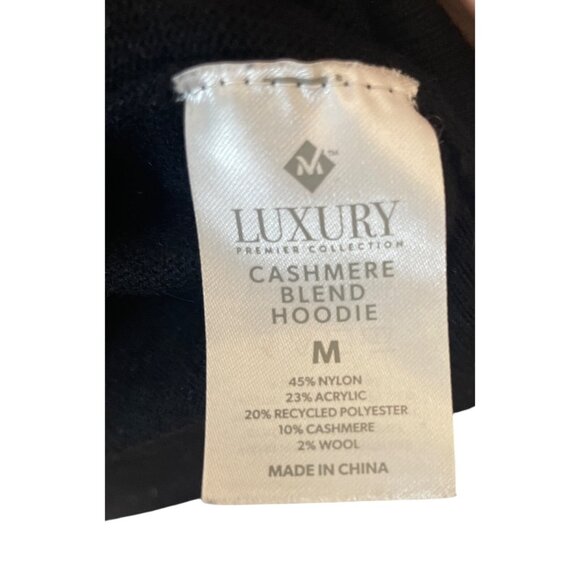 M™
LUXURY
PREMIER COLLECTION
CASHMERE
BLEND
HOODIE
M
45% NYLON
23% ACRYLIC
20% RECYCLED POLYESTER
10% CASHMERE
2% WOOL
MADE IN CHINA